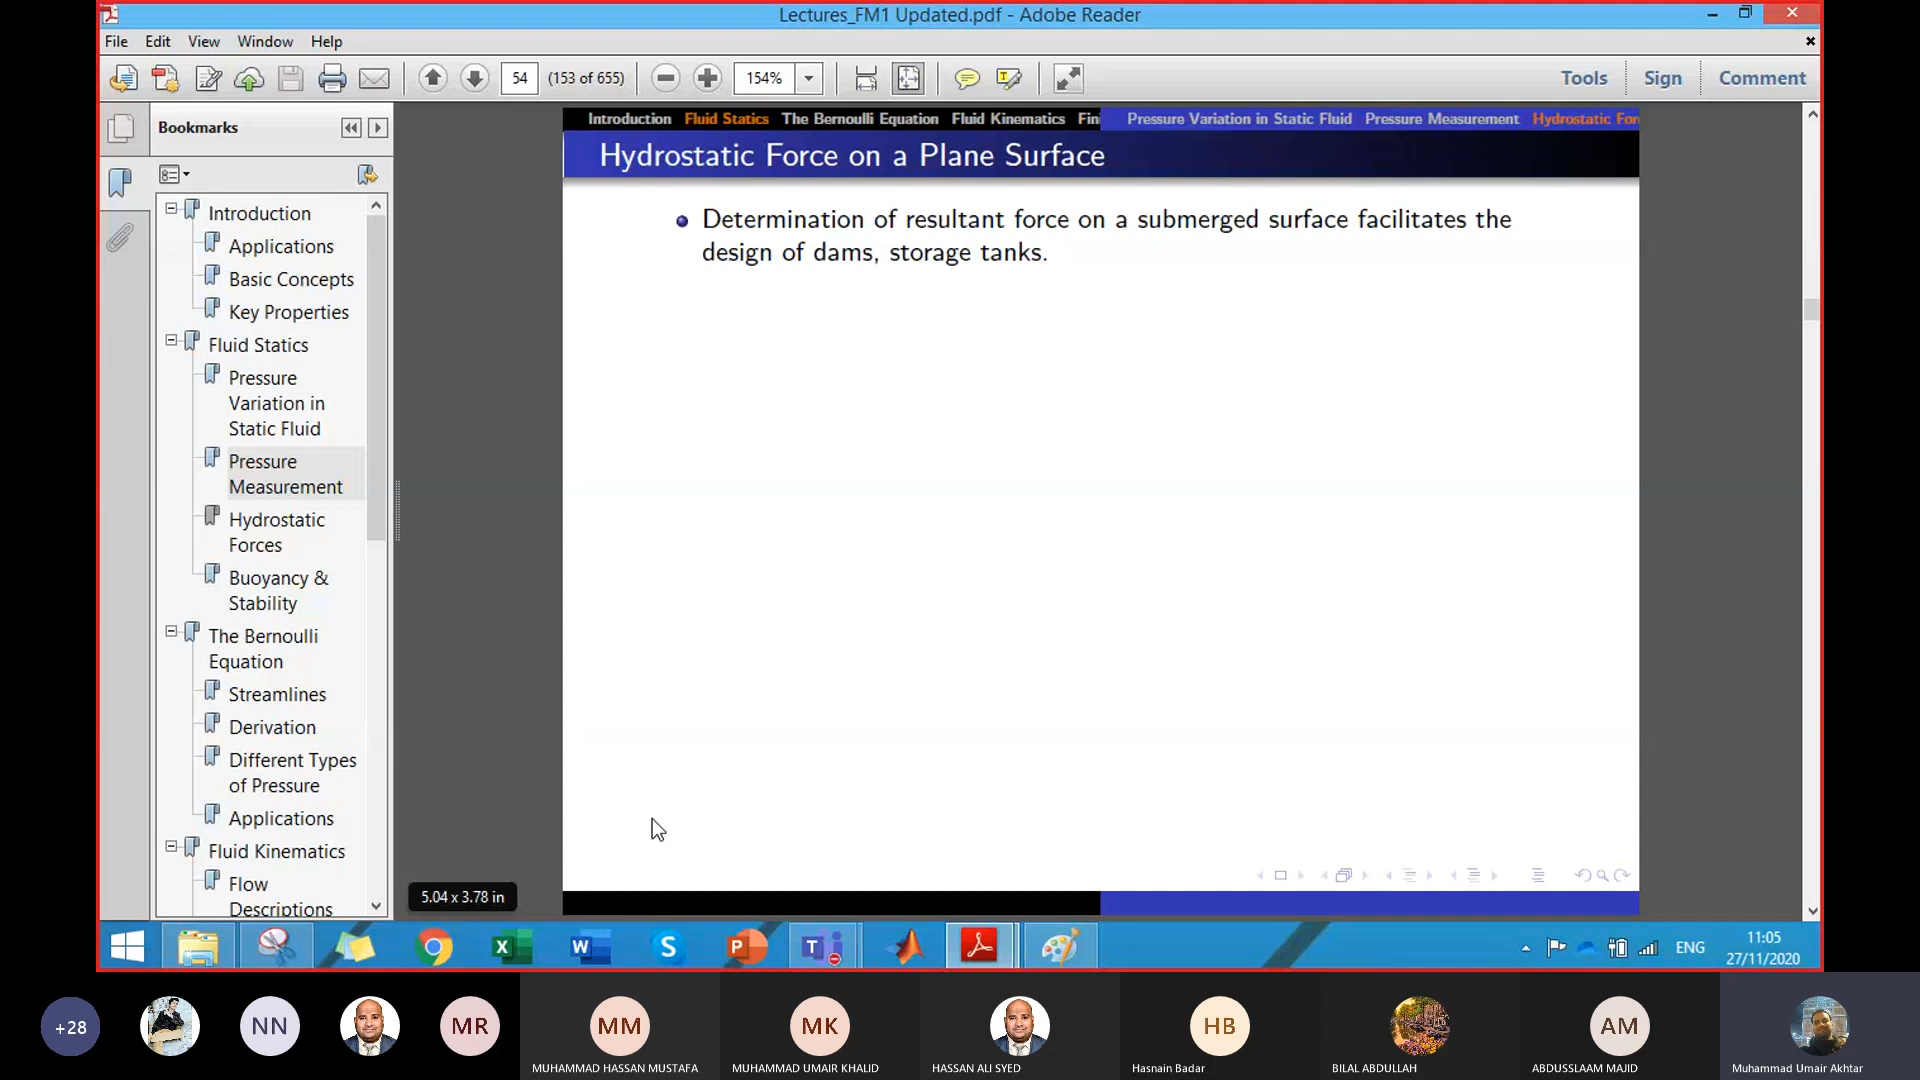 Lectures_FM1 Updated.pdf - Adobe Reader
File Edit View Window Help
54 (153 of 655) 154% Tools Sign Comment
Bookmarks
Introduction
Applications
Basic Concepts
Key Properties
Fluid Statics
Pressure
Variation in
Static Fluid
Pressure
Measurement
Hydrostatic
Forces
Buoyancy &
Stability
The Bernoulli
Equation
Streamlines
Derivation
Different Types
of Pressure
Applications
Fluid Kinematics
Flow
Descriptions
Introduction Fluid Statics The Bernoulli Equation Fluid Kinematics Fini Pressure Variation in Static Fluid Pressure Measurement Hydrostatic For
Hydrostatic Force on a Plane Surface
Determination of resultant force on a submerged surface facilitates the
design of dams, storage tanks.
5.04 x 3.78 in
ENG
11:05
27/11/2020
+28 NN MR MM MK HB AM
MUHAMMAD HASSAN MUSTAFA MUHAMMAD UMAIR KHALID HASSAN ALI SYED Hasnain Badar BILAL ABDULLAH ABDUSSLAAM MAJID Muhammad Umair Akhtar